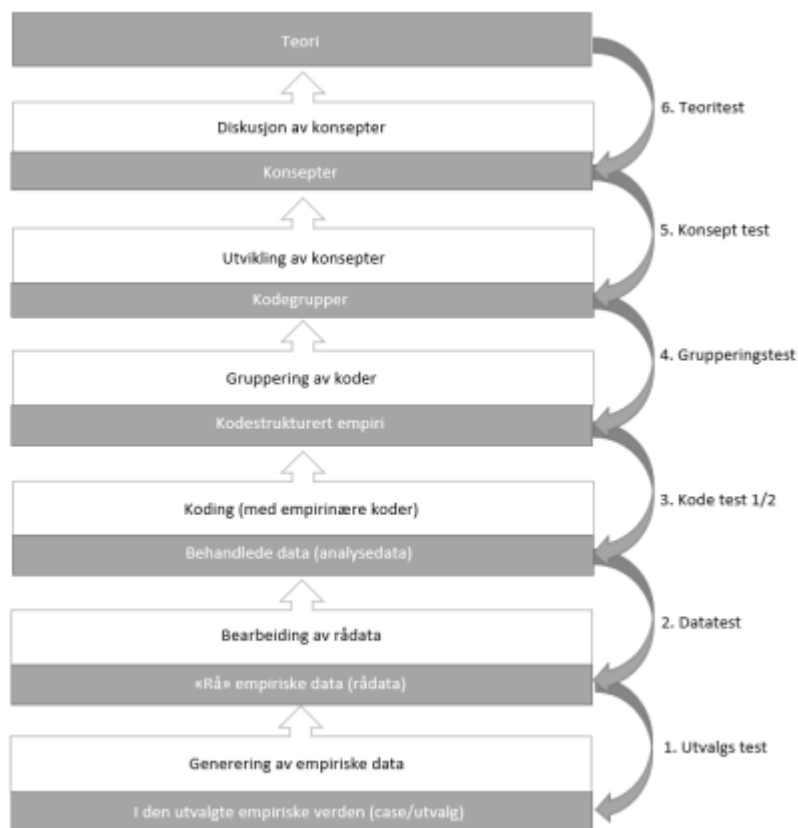 Teori
6. Teoritest
Diskusjon av konsepter
Konsepter
5. Konsept test
Utvikling av konsepter
Kodegrupper
4. Grupperingstest
Gruppering av koder
Kodestrukturert empiri
3. Kode test 1/2
Koding (med empirinære koder)
Behandlede data (analysedata)
2. Datatest
Bearbeiding av rådata
«Rå» empiriske data (rådata)
1. Utvalgs test
Generering av empiriske data
I den utvalgte empiriske verden (case/utvalg)